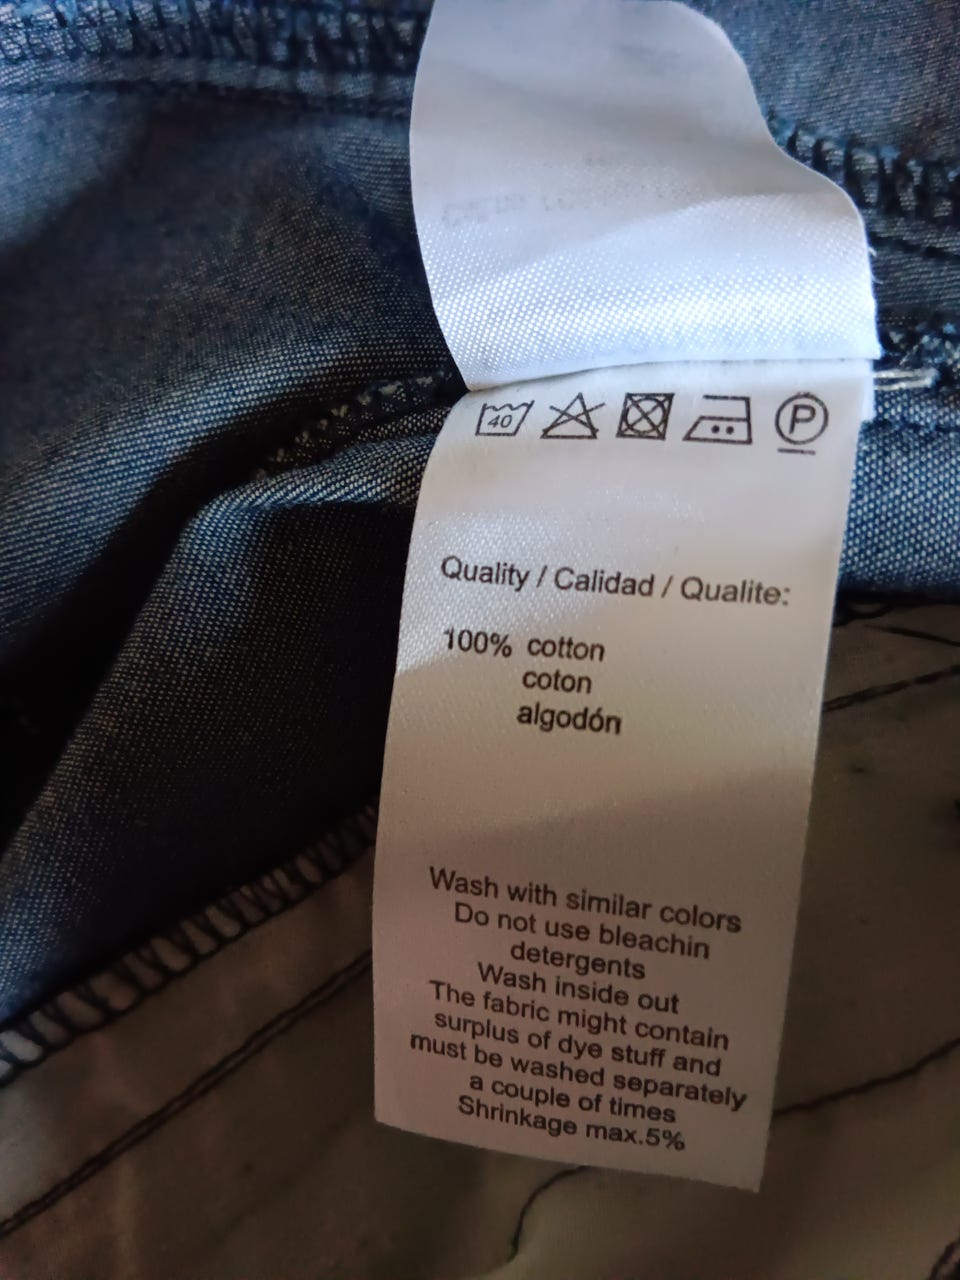 40 P
Quality / Calidad / Qualite:
100% cotton
coton
algodón
Wash with similar colors
Do not use bleachin
detergents
Wash inside out
The fabric might contain
surplus of dye stuff and
must be washed separately
a couple of times
Shrinkage max.5%